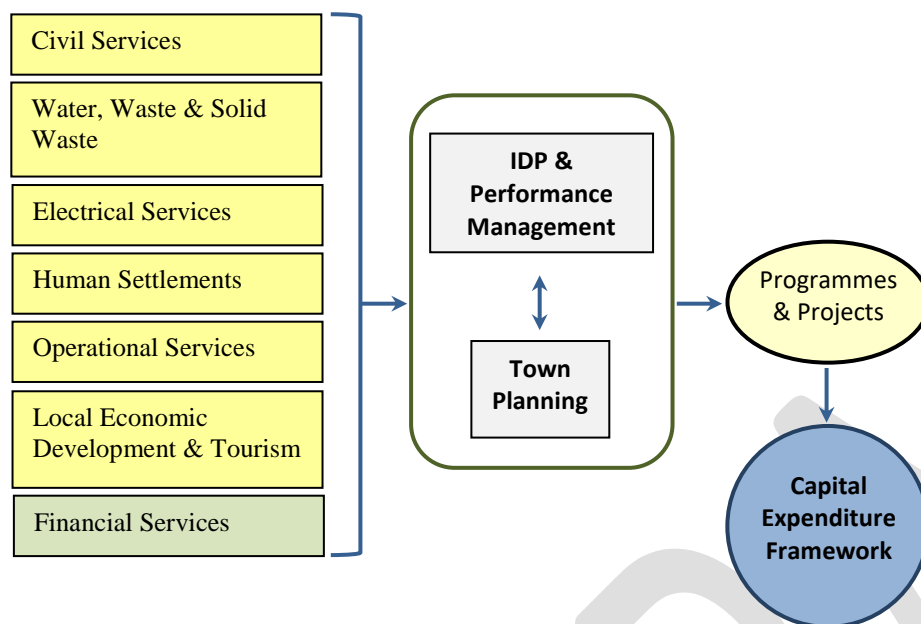 Civil Services
Water, Waste & Solid
Waste
Electrical Services
Human Settlements
Operational Services
Local Economic
Development & Tourism
Financial Services
IDP &
Performance
Management
Town
Planning
Programmes
& Projects
Capital
Expenditure
Framework